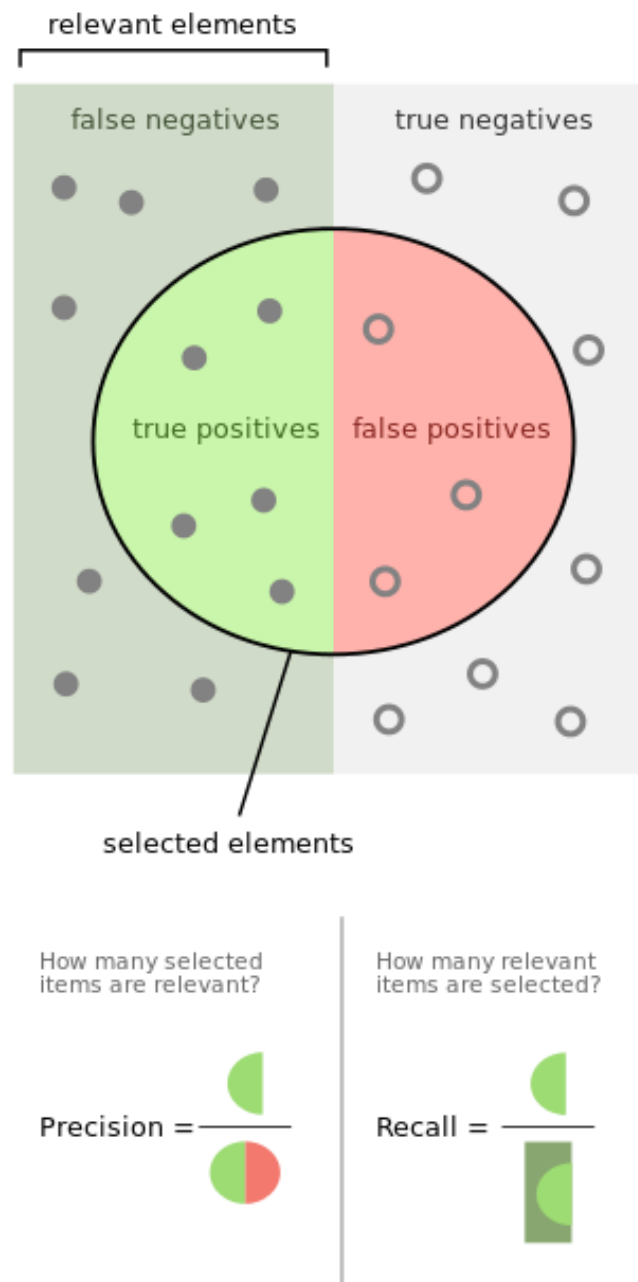 relevant elements
false negatives
true negatives
true positives
false positives
selected elements
How many selected
items are relevant?
How many relevant
items are selected?
Precision =
Recall =